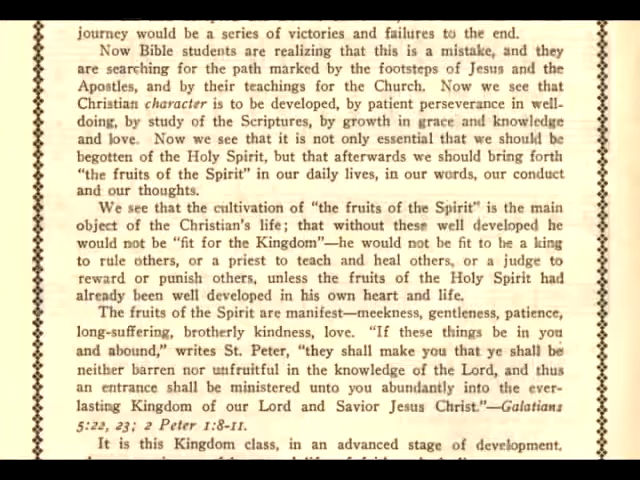 journey would be a series of victories and failures to the end.
Now Bible students are realizing that this is a mistake, and they
are searching for the path marked by the footsteps of Jesus and the
Apostles, and by their teachings for the Church. Now we see that
Christian character is to be developed, by patient perseverance in well-
doing, by study of the Scriptures, by growth in grace and knowledge
and love. Now we see that it is not only essential that we should be
begotten of the Holy Spirit, but that afterwards we should bring forth
"the fruits of the Spirit" in our daily lives, in our words, our conduct
and our thoughts.
We see that the cultivation of "the fruits of the Spirit" is the main
object of the Christian's life; that without these well developed he
would not be "fit for the Kingdom"—he would not be fit to be a king
to rule others, or a priest to teach and heal others, or a judge to
reward or punish others, unless the fruits of the Holy Spirit had
already been well developed in his own heart and life.
The fruits of the Spirit are manifest—meekness, gentleness, patience,
long-suffering, brotherly kindness, love. "If these things be in you
and abound," writes St. Peter, "they shall make you that ye shall be
neither barren nor unfruitful in the knowledge of the Lord, and thus
an entrance shall be ministered unto you abundantly into the ever-
lasting Kingdom of our Lord and Savior Jesus Christ."—Galatians
5:22, 23; 2 Peter 1:8-11.
It is this Kingdom class, in an advanced stage of development,